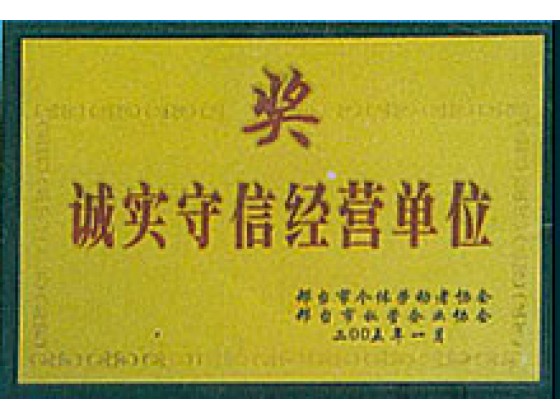 奖
诚实守信经营单位
邢台市个体劳动者协会
邢台市私营企业协会
二00五年一月